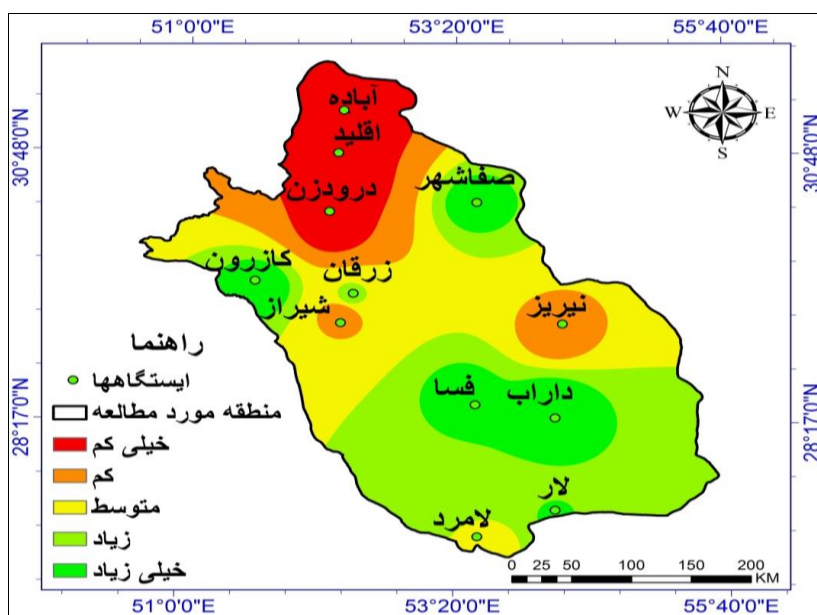 51°0'0"E 53°20'0"E 55°40'0"E
30°48'0"N
30°48'0"N
28°17'0"N
28°17'0"N
N
W E
S
آباده
اقلید
درودزن
صفاشهر
کازرون
زرقان
شیراز
نیریز
فسا
داراب
لار
لامرد
راهنما
ایستگاهها
منطقه مورد مطالعه
خیلی کم
کم
متوسط
زیاد
خیلی زیاد
0 25 50 100 150 200
KM
51°0'0"E 53°20'0"E 55°40'0"E